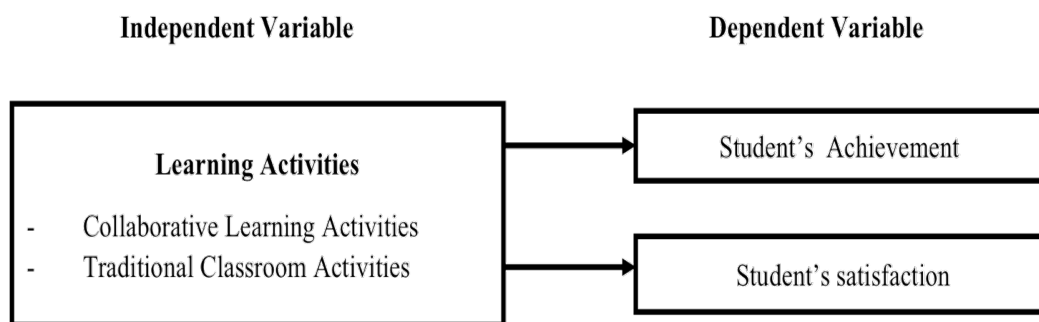 Independent Variable
Dependent Variable
Learning Activities
- Collaborative Learning Activities
- Traditional Classroom Activities
Student’s Achievement
Student’s satisfaction